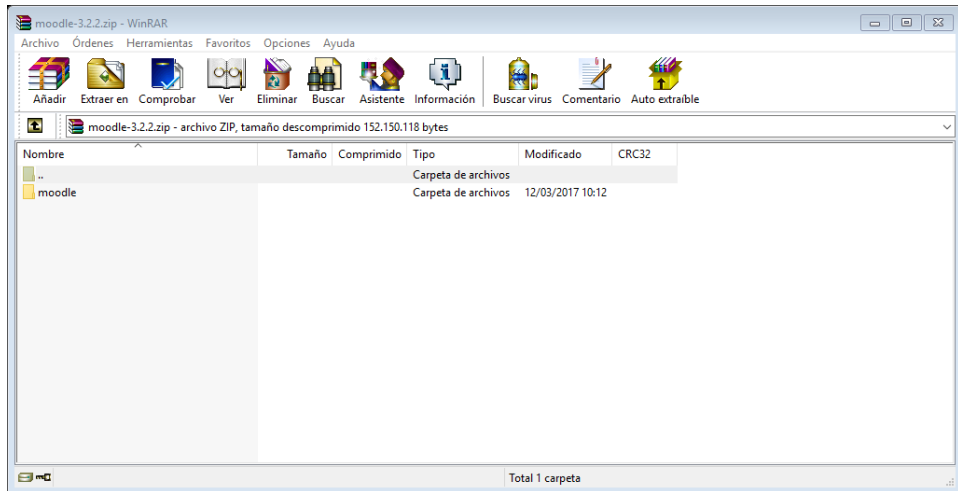 moodle-3.2.2.zip - WinRAR
Archivo Órdenes Herramientas Favoritos Opciones Ayuda
Añadir Extraer en Comprobar Ver Eliminar Buscar Asistente Información Buscar virus Comentario Auto extraíble
moodle-3.2.2.zip - archivo ZIP, tamaño descomprimido 152.150.118 bytes
Nombre Tamaño Comprimido Tipo Modificado CRC32
.. Carpeta de archivos
moodle Carpeta de archivos 12/03/2017 10:12
Total 1 carpeta